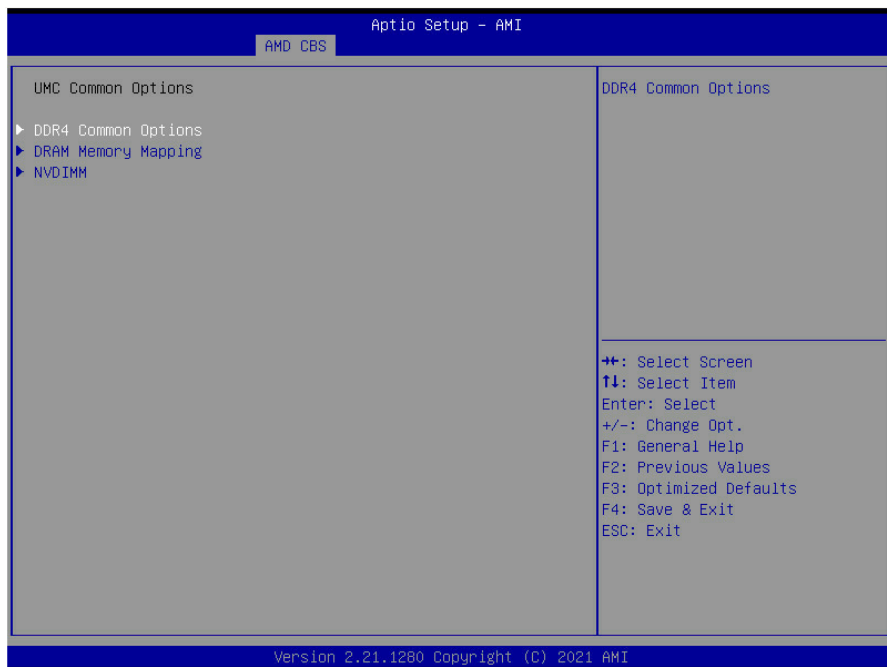 Aptio Setup – AMI
AMD CBS
UMC Common Options
DDR4 Common Options
DRAM Memory Mapping
NVDIMM
DDR4 Common Options
→←: Select Screen
↑↓: Select Item
Enter: Select
+/-: Change Opt.
F1: General Help
F2: Previous Values
F3: Optimized Defaults
F4: Save & Exit
ESC: Exit
Version 2.21.1280 Copyright (C) 2021 AMI